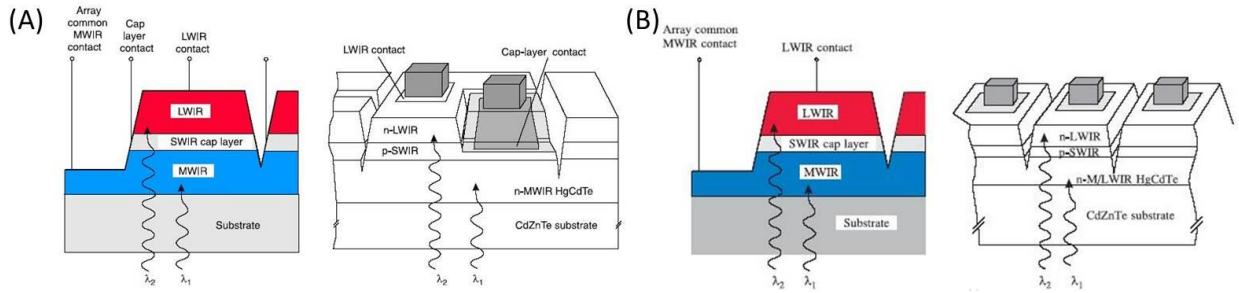 (A)
Array
common
MWIR
contact
Cap
layer
contact
LWIR
contact
LWIR
SWIR cap layer
MWIR
Substrate
λ2
λ1
LWIR contact
Cap-layer contact
n-LWIR
p-SWIR
n-MWIR HgCdTe
CdZnTe substrate
λ2
λ1
(B)
Array common
MWIR contact
LWIR contact
LWIR
SWIR cap layer
MWIR
Substrate
λ2
λ1
n-LWIR
p-SWIR
n-M/LWIR HgCdTe
CdZnTe substrate
λ2
λ1